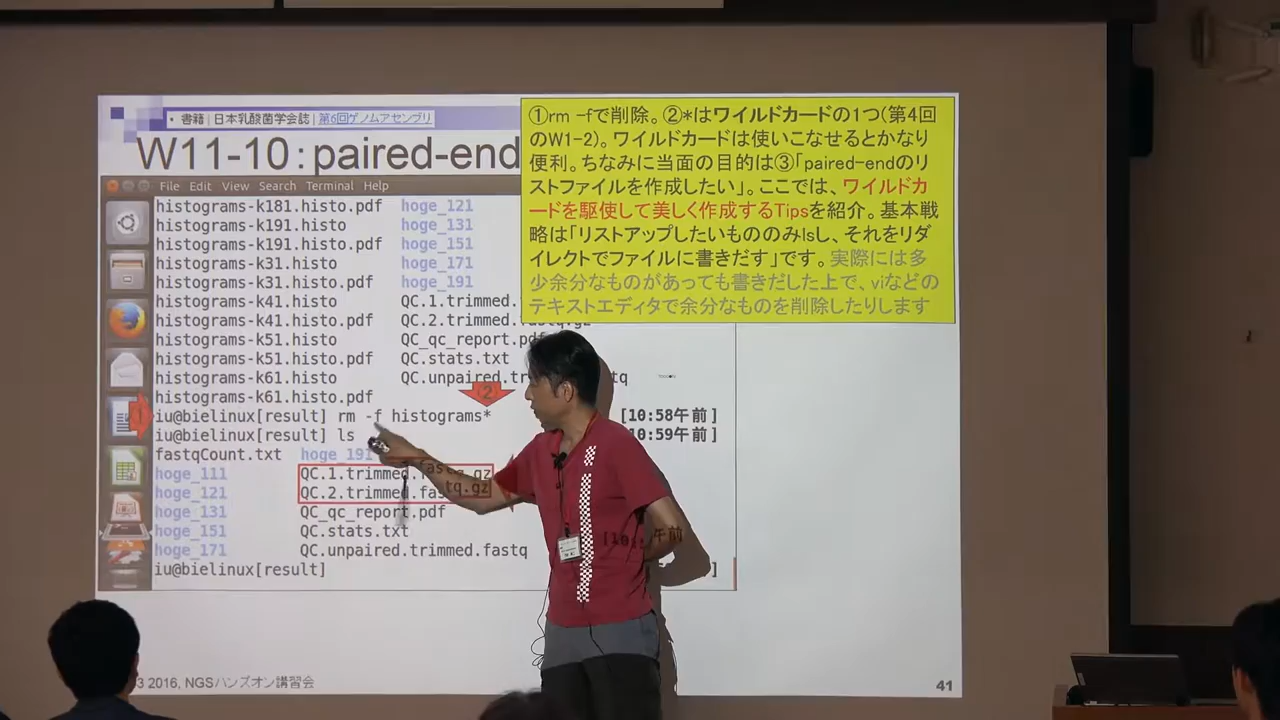 ・ 書籍 | 日本乳酸菌学会誌 | 第6回ゲノムアセンブリ
W11-10：paired-end
①rm -fで削除。②*はワイルドカードの1つ（第4回
のW1-2）。ワイルドカードは使いこなせるとかなり
便利。ちなみに当面の目的は③「paired-endのリ
ストファイルを作成したい」。ここでは、ワイルドカ
ードを駆使して美しく作成するTipsを紹介。基本戦
略は「リストアップしたいもののみlsし、それをリダ
イレクトでファイルに書きだす」です。実際には多
少余分なものがあっても書きだした上で、viなどの
テキストエディタで余分なものを削除したりします
File Edit View Search Terminal Help
histograms-k181.histo.pdf hoge_121
histograms-k191.histo hoge_131
histograms-k191.histo.pdf hoge_151
histograms-k31.histo hoge_171
histograms-k31.histo.pdf hoge_191
histograms-k41.histo QC.1.trimmed.
histograms-k41.histo.pdf QC.2.trimmed.fastq.gz
histograms-k51.histo QC_qc_report.pdf
histograms-k51.histo.pdf QC.stats.txt
histograms-k61.histo QC.unpaired.tr
histograms-k61.histo.pdf
②
① iu@bielinux[result] rm -f histograms* [10:58午前]
iu@bielinux[result] ls [10:59午前]
fastqCount.txt hoge_191
hoge_111 QC.1.trimmed.fastq.gz
hoge_121 QC.2.trimmed.fastq.gz
hoge_131 QC_qc_report.pdf
hoge_151 QC.stats.txt
hoge_171 QC.unpaired.trimmed.fastq
iu@bielinux[result]
3 2016, NGSハンズオン講習会
41